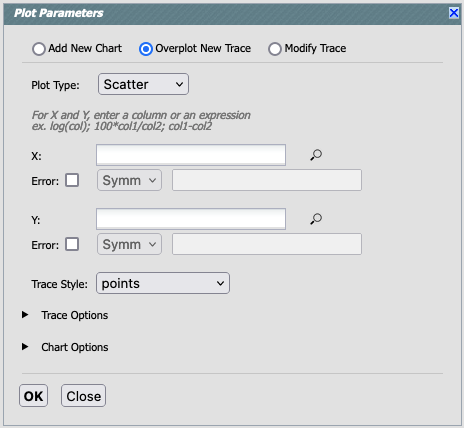 Plot Parameters
Add New Chart Overplot New Trace Modify Trace
Plot Type: Scatter
For X and Y, enter a column or an expression
ex. log(col); 100*col1/col2; col1-col2
X:
Error: Symm
Y:
Error: Symm
Trace Style: points
Trace Options
Chart Options
OK Close